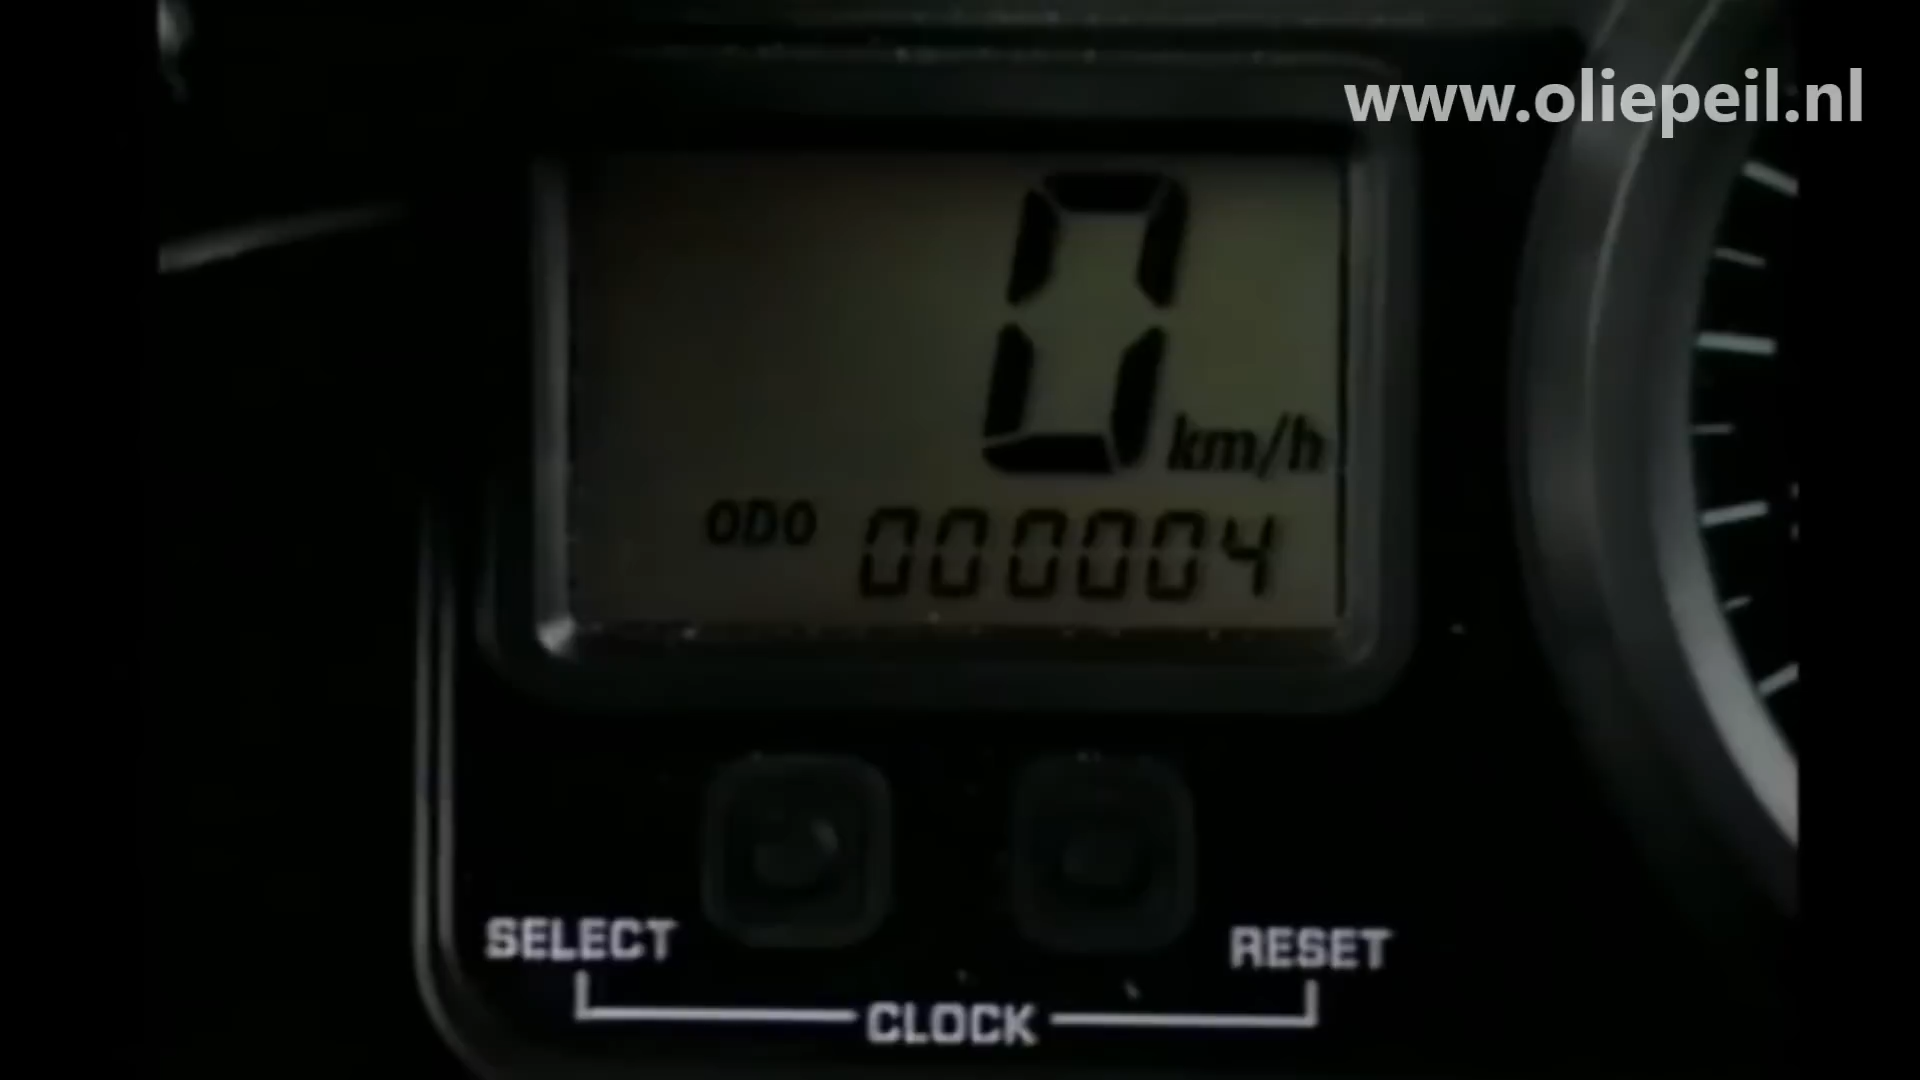 www.oliepeil.nl
0 km/h
ODO 000004
SELECT RESET
CLOCK